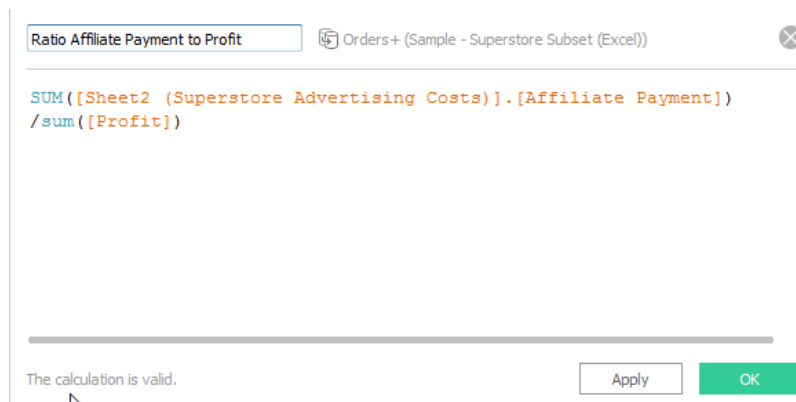 Ratio Affiliate Payment to Profit
Orders+ (Sample - Superstore Subset (Excel))
SUM([Sheet2 (Superstore Advertising Costs)].[Affiliate Payment])
/sum([Profit])
The calculation is valid.
Apply
OK